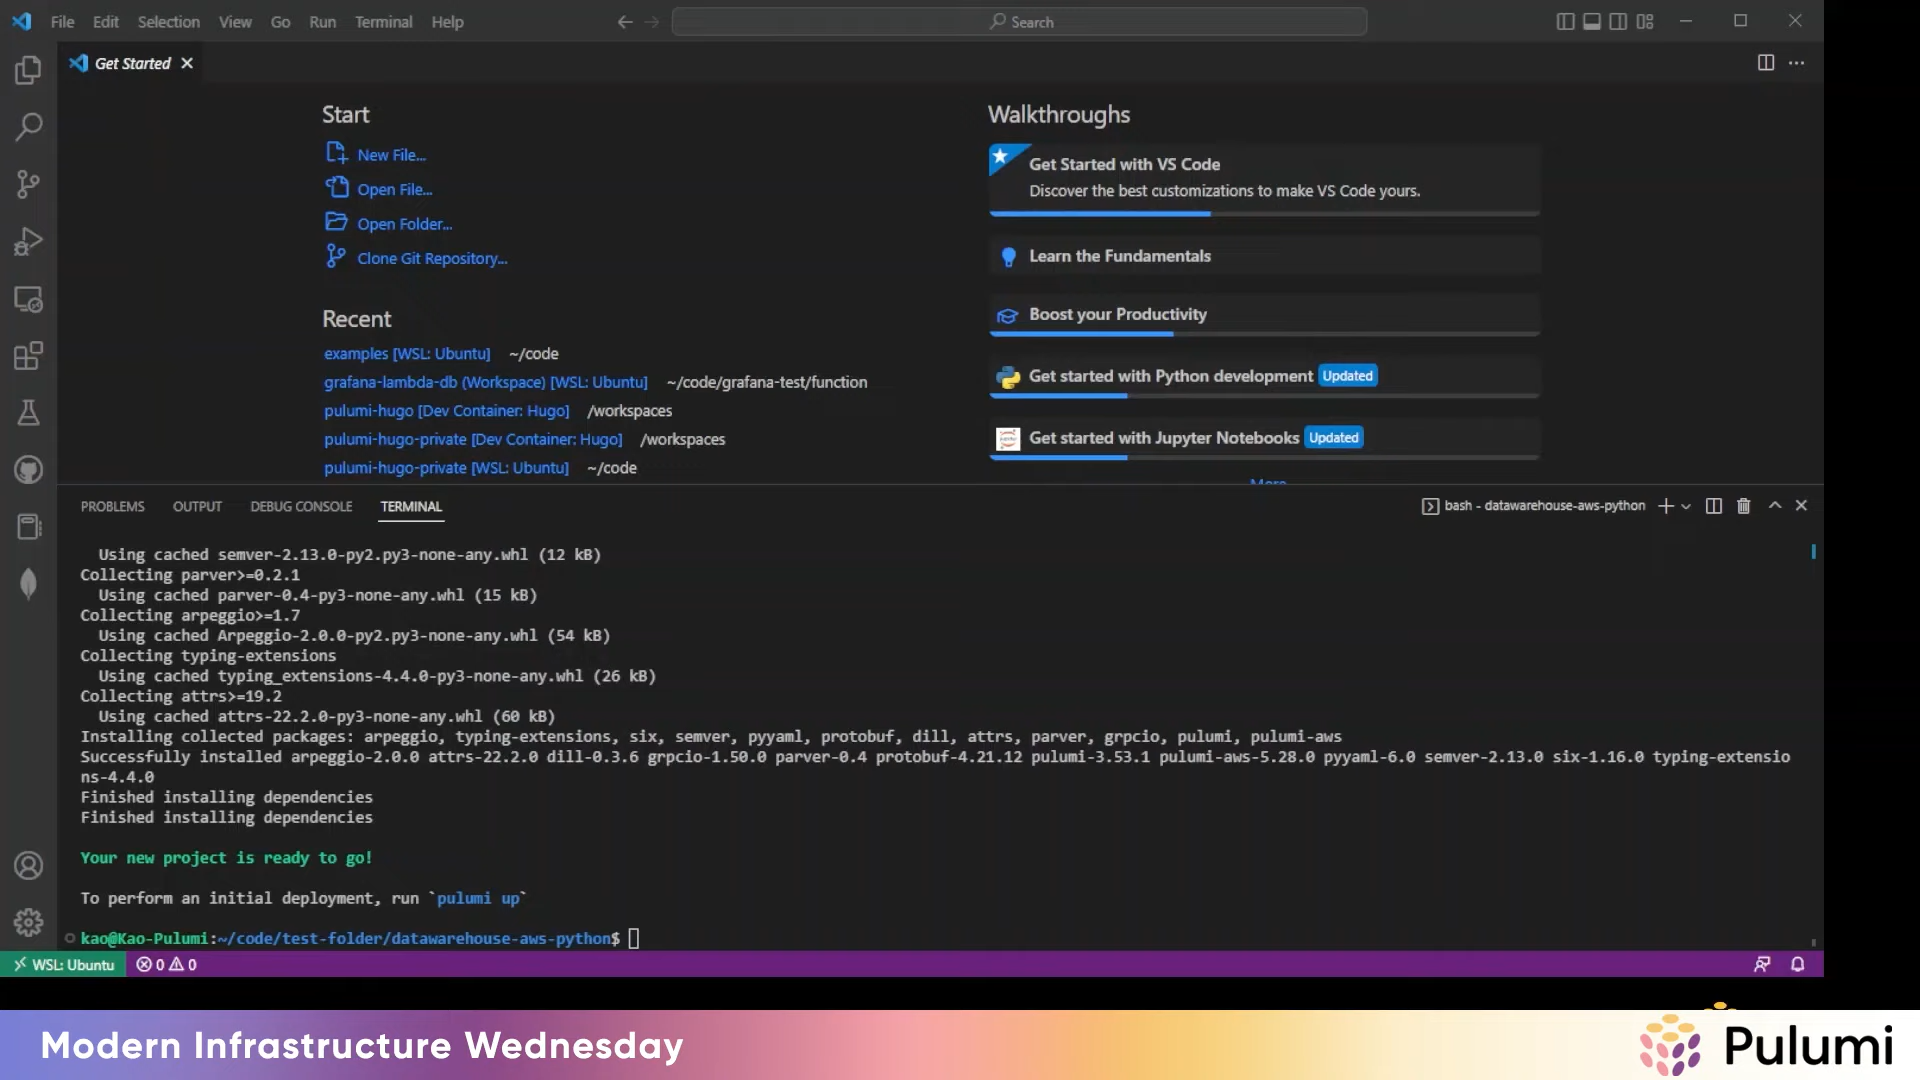 File Edit Selection View Go Run Terminal Help
Search
Get Started
Start
New File...
Open File...
Open Folder...
Clone Git Repository...
Recent
examples [WSL: Ubuntu] ~/code
grafana-lambda-db (Workspace) [WSL: Ubuntu] ~/code/grafana-test/function
pulumi-hugo [Dev Container: Hugo] /workspaces
pulumi-hugo-private [Dev Container: Hugo] /workspaces
pulumi-hugo-private [WSL: Ubuntu] ~/code
Walkthroughs
Get Started with VS Code
Discover the best customizations to make VS Code yours.
Learn the Fundamentals
Boost your Productivity
Get started with Python development Updated
Get started with Jupyter Notebooks Updated
More
PROBLEMS OUTPUT DEBUG CONSOLE TERMINAL
bash - datawarehouse-aws-python
Using cached semver-2.13.0-py2.py3-none-any.whl (12 kB)
Collecting parver>=0.2.1
Using cached parver-0.4-py3-none-any.whl (15 kB)
Collecting arpeggio>=1.7
Using cached Arpeggio-2.0.0-py2.py3-none-any.whl (54 kB)
Collecting typing-extensions
Using cached typing_extensions-4.4.0-py3-none-any.whl (26 kB)
Collecting attrs>=19.2
Using cached attrs-22.2.0-py3-none-any.whl (60 kB)
Installing collected packages: arpeggio, typing-extensions, six, semver, pyyaml, protobuf, dill, attrs, parver, grpcio, pulumi, pulumi-aws
Successfully installed arpeggio-2.0.0 attrs-22.2.0 dill-0.3.6 grpcio-1.50.0 parver-0.4 protobuf-4.21.12 pulumi-3.53.1 pulumi-aws-5.28.0 pyyaml-6.0 semver-2.13.0 six-1.16.0 typing-extensio
ns-4.4.0
Finished installing dependencies
Finished installing dependencies
Your new project is ready to go!
To perform an initial deployment, run `pulumi up`
kao@Kao-Pulumi:~/code/test-folder/datawarehouse-aws-python$
WSL: Ubuntu 0 0
Modern Infrastructure Wednesday
Pulumi